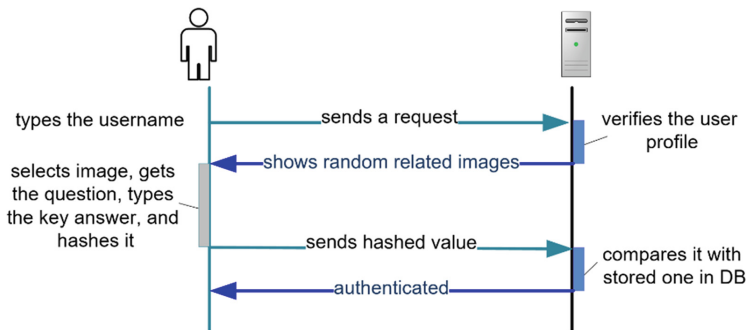 types the username
sends a request
verifies the user
profile
shows random related images
selects image, gets
the question, types
the key answer, and
hashes it
sends hashed value
compares it with
stored one in DB
authenticated